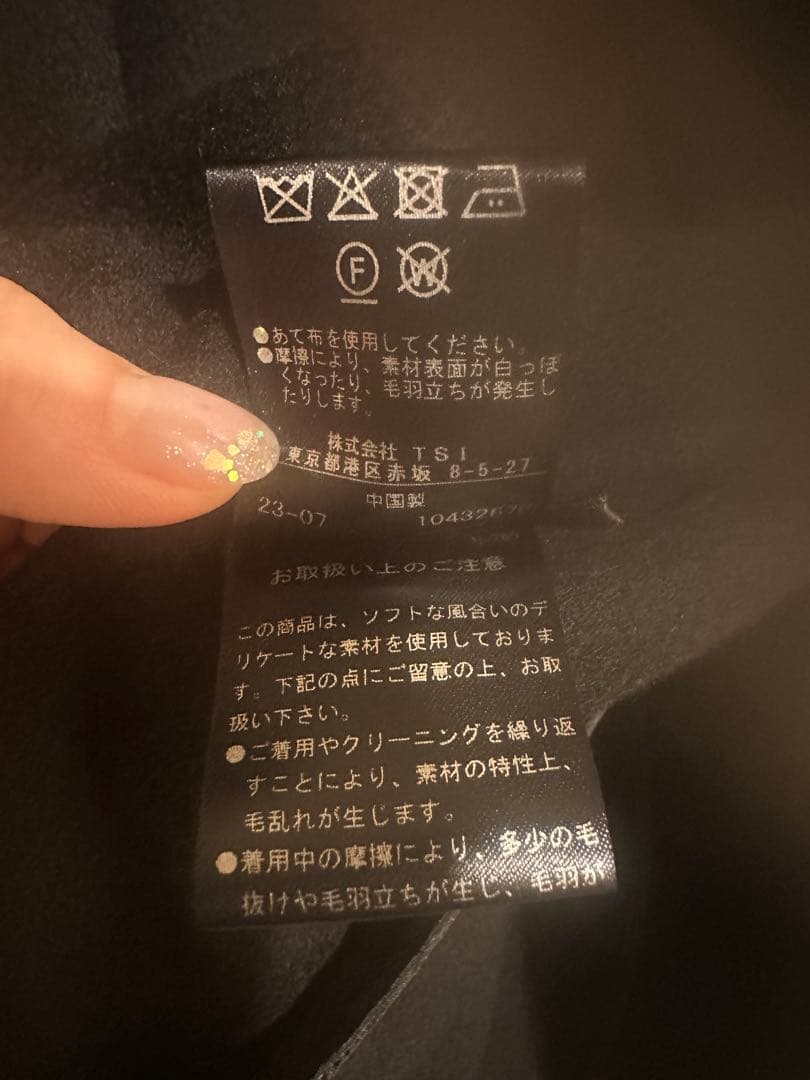 F
W
●あて布を使用してください。
●摩擦により、素材表面が白っぽ
くなったり、毛羽立ちが発生し
たりします。
株式会社 TSI
東京都港区赤坂 8-5-27
中国製
23-07
お取扱い上のご注意
この商品は、ソフトな風合いのデ
リケートな素材を使用しておりま
す。下記の点にご留意の上、お取
扱い下さい。
●ご着用やクリーニングを繰り返
すことにより、素材の特性上、
毛乱れが生じます。
●着用中の摩擦により、多少の毛
抜けや毛羽立ちが生じ、毛羽が